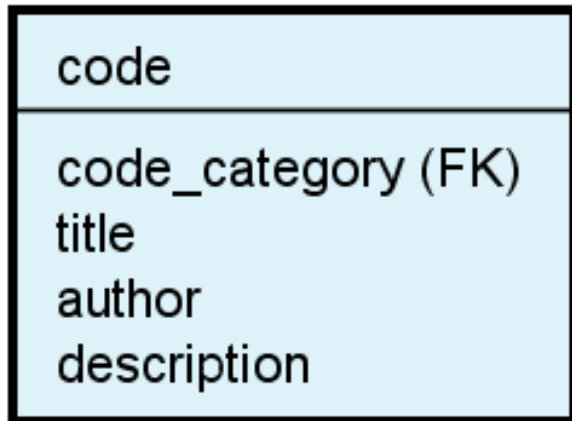 code
code_category (FK)
title
author
description